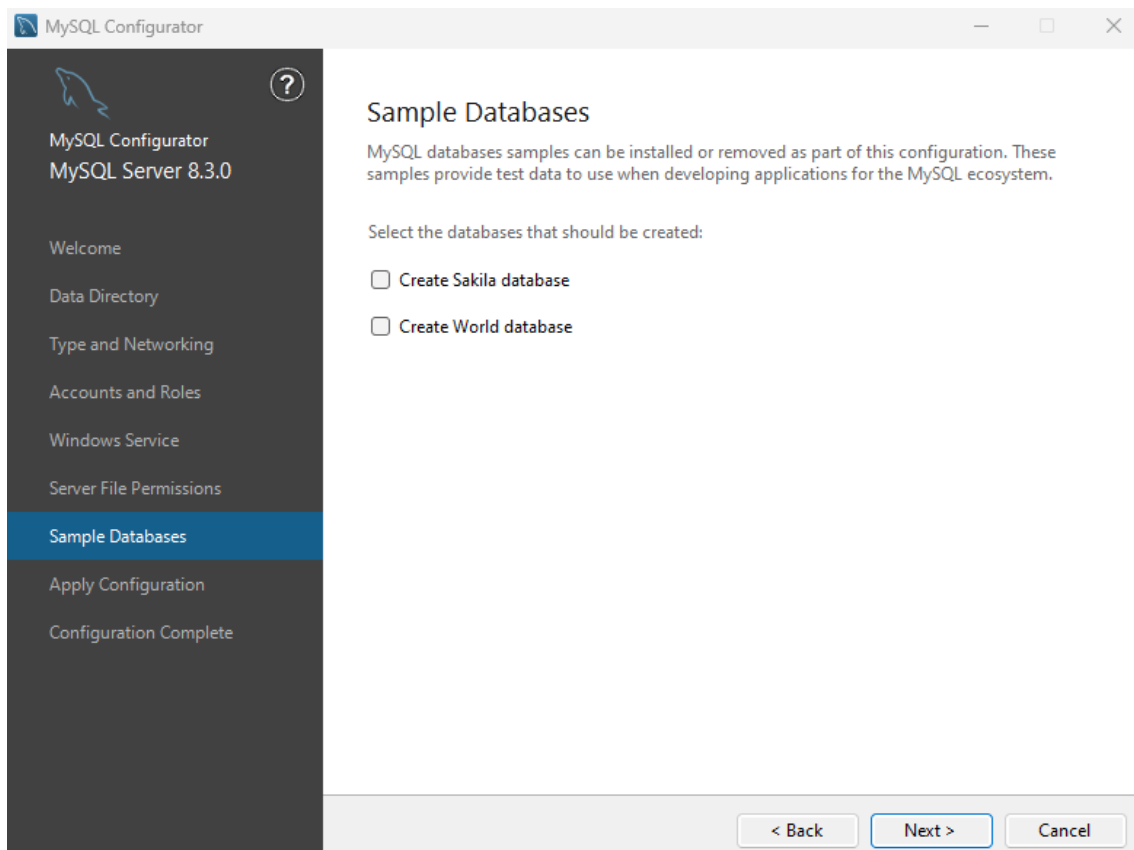 MySQL Configurator
?
MySQL Configurator
MySQL Server 8.3.0
Welcome
Data Directory
Type and Networking
Accounts and Roles
Windows Service
Server File Permissions
Sample Databases
Apply Configuration
Configuration Complete
Sample Databases
MySQL databases samples can be installed or removed as part of this configuration. These
samples provide test data to use when developing applications for the MySQL ecosystem.
Select the databases that should be created:
Create Sakila database
Create World database
< Back
Next >
Cancel